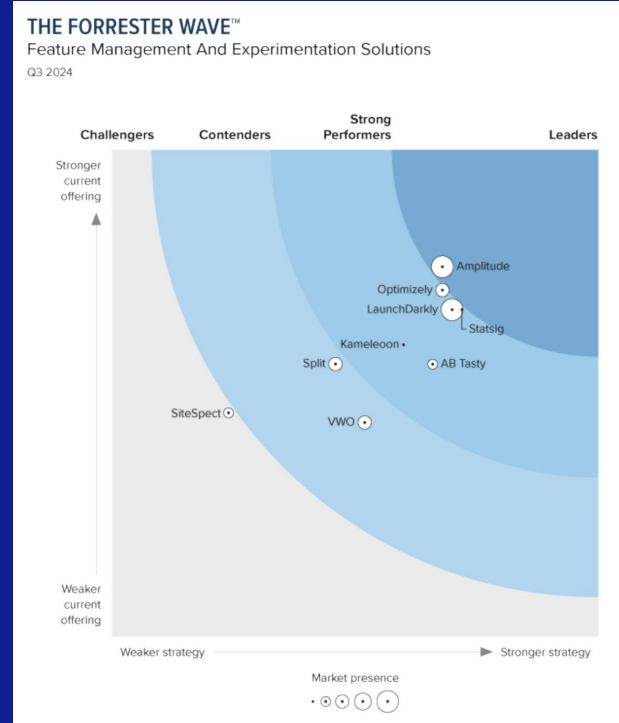 THE FORRESTER WAVE™
Feature Management And Experimentation Solutions
Q3 2024
Challengers
Contenders
Strong
Performers
Leaders
Stronger
current
offering
Amplitude
Optimizely
LaunchDarkly
Statsig
Kameleoon
Split
AB Tasty
SiteSpect
VWO
Weaker
current
offering
Weaker strategy
Stronger strategy
Market presence